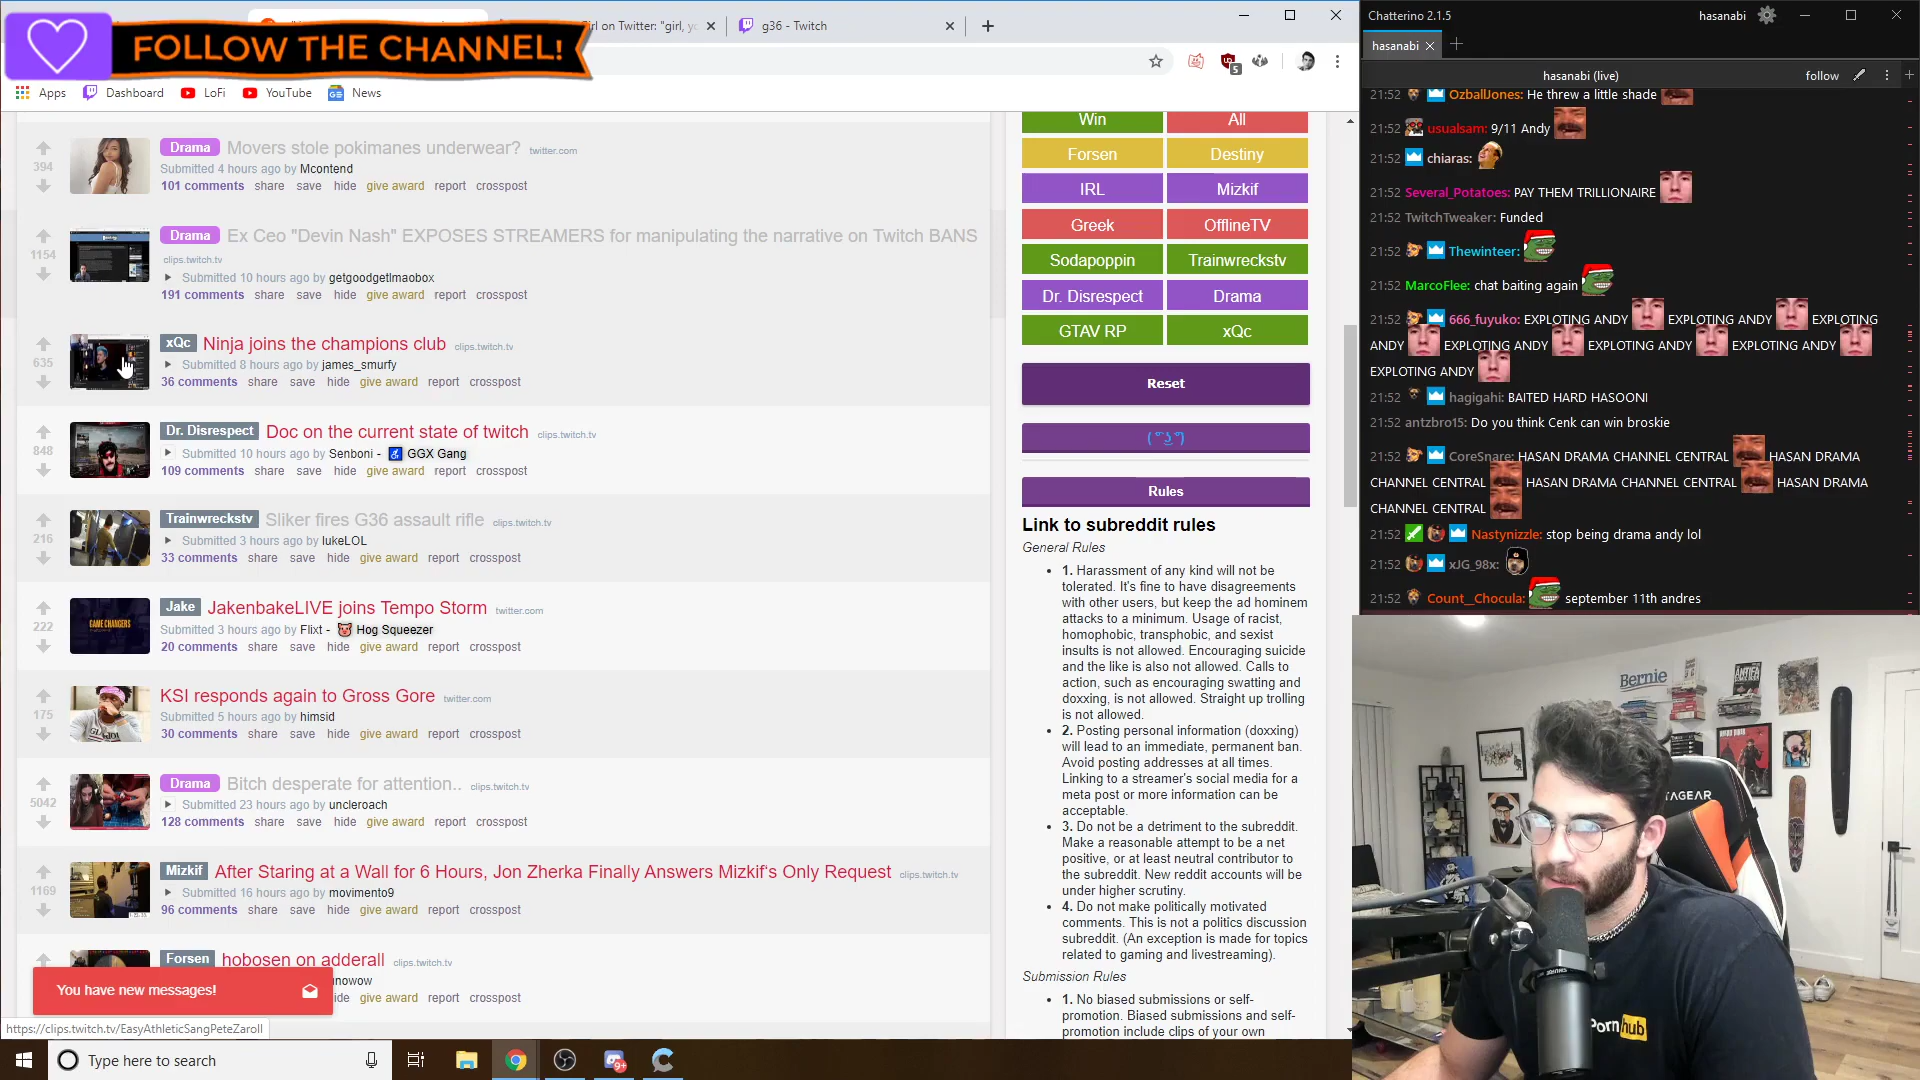 FOLLOW THE CHANNEL!
irl on Twitter: "girl, yo
g36 - Twitch
5
Apps
Dashboard
LoFi
YouTube
News
394
Drama Movers stole pokimanes underwear? twitter.com
Submitted 4 hours ago by Mcontend
101 comments share save hide give award report crosspost
1154
Drama Ex Ceo "Devin Nash" EXPOSES STREAMERS for manipulating the narrative on Twitch BANS
clips.twitch.tv
Submitted 10 hours ago by getgoodgetlmaobox
191 comments share save hide give award report crosspost
635
xQc Ninja joins the champions club clips.twitch.tv
Submitted 8 hours ago by james_smurfy
36 comments share save hide give award report crosspost
848
Dr. Disrespect Doc on the current state of twitch clips.twitch.tv
Submitted 10 hours ago by Senboni - GGX Gang
109 comments share save hide give award report crosspost
216
Trainwreckstv Sliker fires G36 assault rifle clips.twitch.tv
Submitted 3 hours ago by lukeLOL
33 comments share save hide give award report crosspost
222
GAME CHANGERS
Jake JakenbakeLIVE joins Tempo Storm twitter.com
Submitted 3 hours ago by Flixt - Hog Squeezer
20 comments share save hide give award report crosspost
175
KSI responds again to Gross Gore twitter.com
Submitted 5 hours ago by himsid
30 comments share save hide give award report crosspost
5042
Drama Bitch desperate for attention.. clips.twitch.tv
Submitted 23 hours ago by uncleroach
128 comments share save hide give award report crosspost
1169
Mizkif After Staring at a Wall for 6 Hours, Jon Zherka Finally Answers Mizkif's Only Request clips.twitch.tv
Submitted 16 hours ago by movimento9
96 comments share save hide give award report crosspost
Forsen hobosen on adderall clips.twitch.tv
nowow
ide give award report crosspost
You have new messages!
https://clips.twitch.tv/EasyAthleticSangPeteZaroll
Type here to search
9+
Win
All
Forsen
Destiny
IRL
Mizkif
Greek
OfflineTV
Sodapoppin
Trainwreckstv
Dr. Disrespect
Drama
GTAV RP
xQc
Reset
( ͡° ͜ʖ ͡°)
Rules
Link to subreddit rules
General Rules
1. Harassment of any kind will not be
tolerated. It's fine to have disagreements
with other users, but keep the ad hominem
attacks to a minimum. Usage of racist,
homophobic, transphobic, and sexist
insults is not allowed. Encouraging suicide
and the like is also not allowed. Calls to
action, such as encouraging swatting and
doxxing, is not allowed. Straight up trolling
is not allowed.
2. Posting personal information (doxxing)
will lead to an immediate, permanent ban.
Avoid posting addresses at all times.
Linking to a streamer's social media for a
meta post or more information can be
acceptable.
3. Do not be a detriment to the subreddit.
Make a reasonable attempt to be a net
positive, or at least neutral contributor to
the subreddit. New reddit accounts will be
under higher scrutiny.
4. Do not make politically motivated
comments. This is not a politics discussion
subreddit. (An exception is made for topics
related to gaming and livestreaming).
Submission Rules
1. No biased submissions or self-
promotion. Biased submissions and self-
promotion include clips of your own
Chatterino 2.1.5
hasanabi
hasanabi
hasanabi (live)
follow
21:52 OzballJones: He threw a little shade
21:52 usualsam: 9/11 Andy
21:52 chiaras:
21:52 Several_Potatoes: PAY THEM TRILLIONAIRE
21:52 TwitchTweaker: Funded
21:52 Thewinteer:
21:52 MarcoFlee: chat baiting again
21:52 666_fuyuko: EXPLOTING ANDY EXPLOTING ANDY EXPLOTING
ANDY EXPLOTING ANDY EXPLOTING ANDY EXPLOTING ANDY
EXPLOTING ANDY
21:52 hagigahi: BAITED HARD HASOONI
21:52 antzbro15: Do you think Cenk can win broskie
21:52 CoreSnare: HASAN DRAMA CHANNEL CENTRAL HASAN DRAMA
CHANNEL CENTRAL HASAN DRAMA CHANNEL CENTRAL HASAN DRAMA
CHANNEL CENTRAL
21:52 Nastynizzle: stop being drama andy lol
21:52 xJG_98x:
21:52 Count__Chocula: september 11th andres
Bernie
TAGEAR
Porn hub